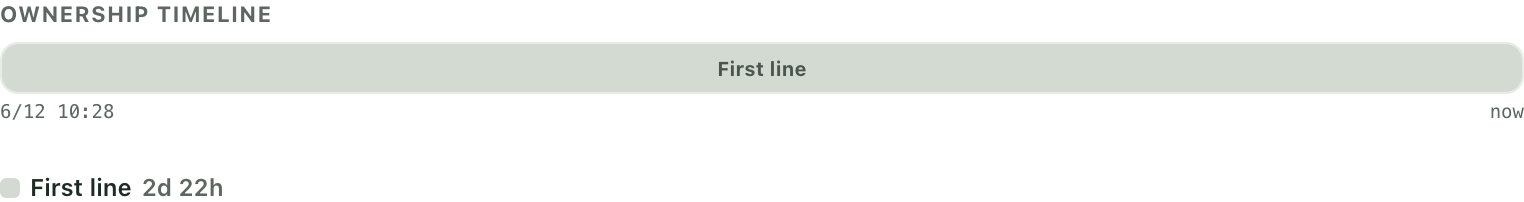 OWNERSHIP TIMELINE
First line
6/12 10:28 now
First line 2d 22h